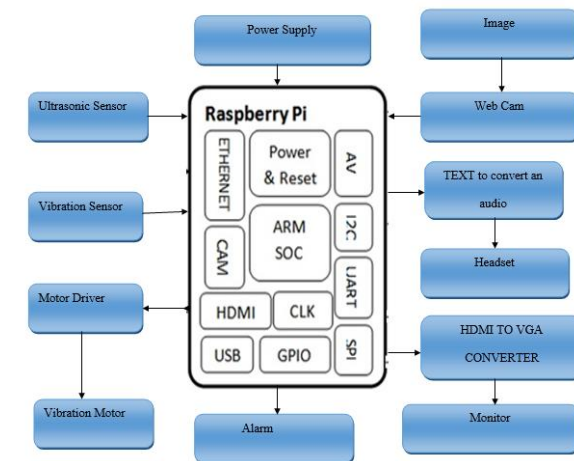 Power Supply
Image
Ultrasonic Sensor
Web Cam
Raspberry Pi
ETHERNET
Power
& Reset
AV
Vibration Sensor
TEXT to convert an
audio
CAM
ARM
SOC
I2C
Headset
Motor Driver
HDMI
CLK
UART
HDMI TO VGA
CONVERTER
USB
GPIO
SPI
Vibration Motor
Alarm
Monitor